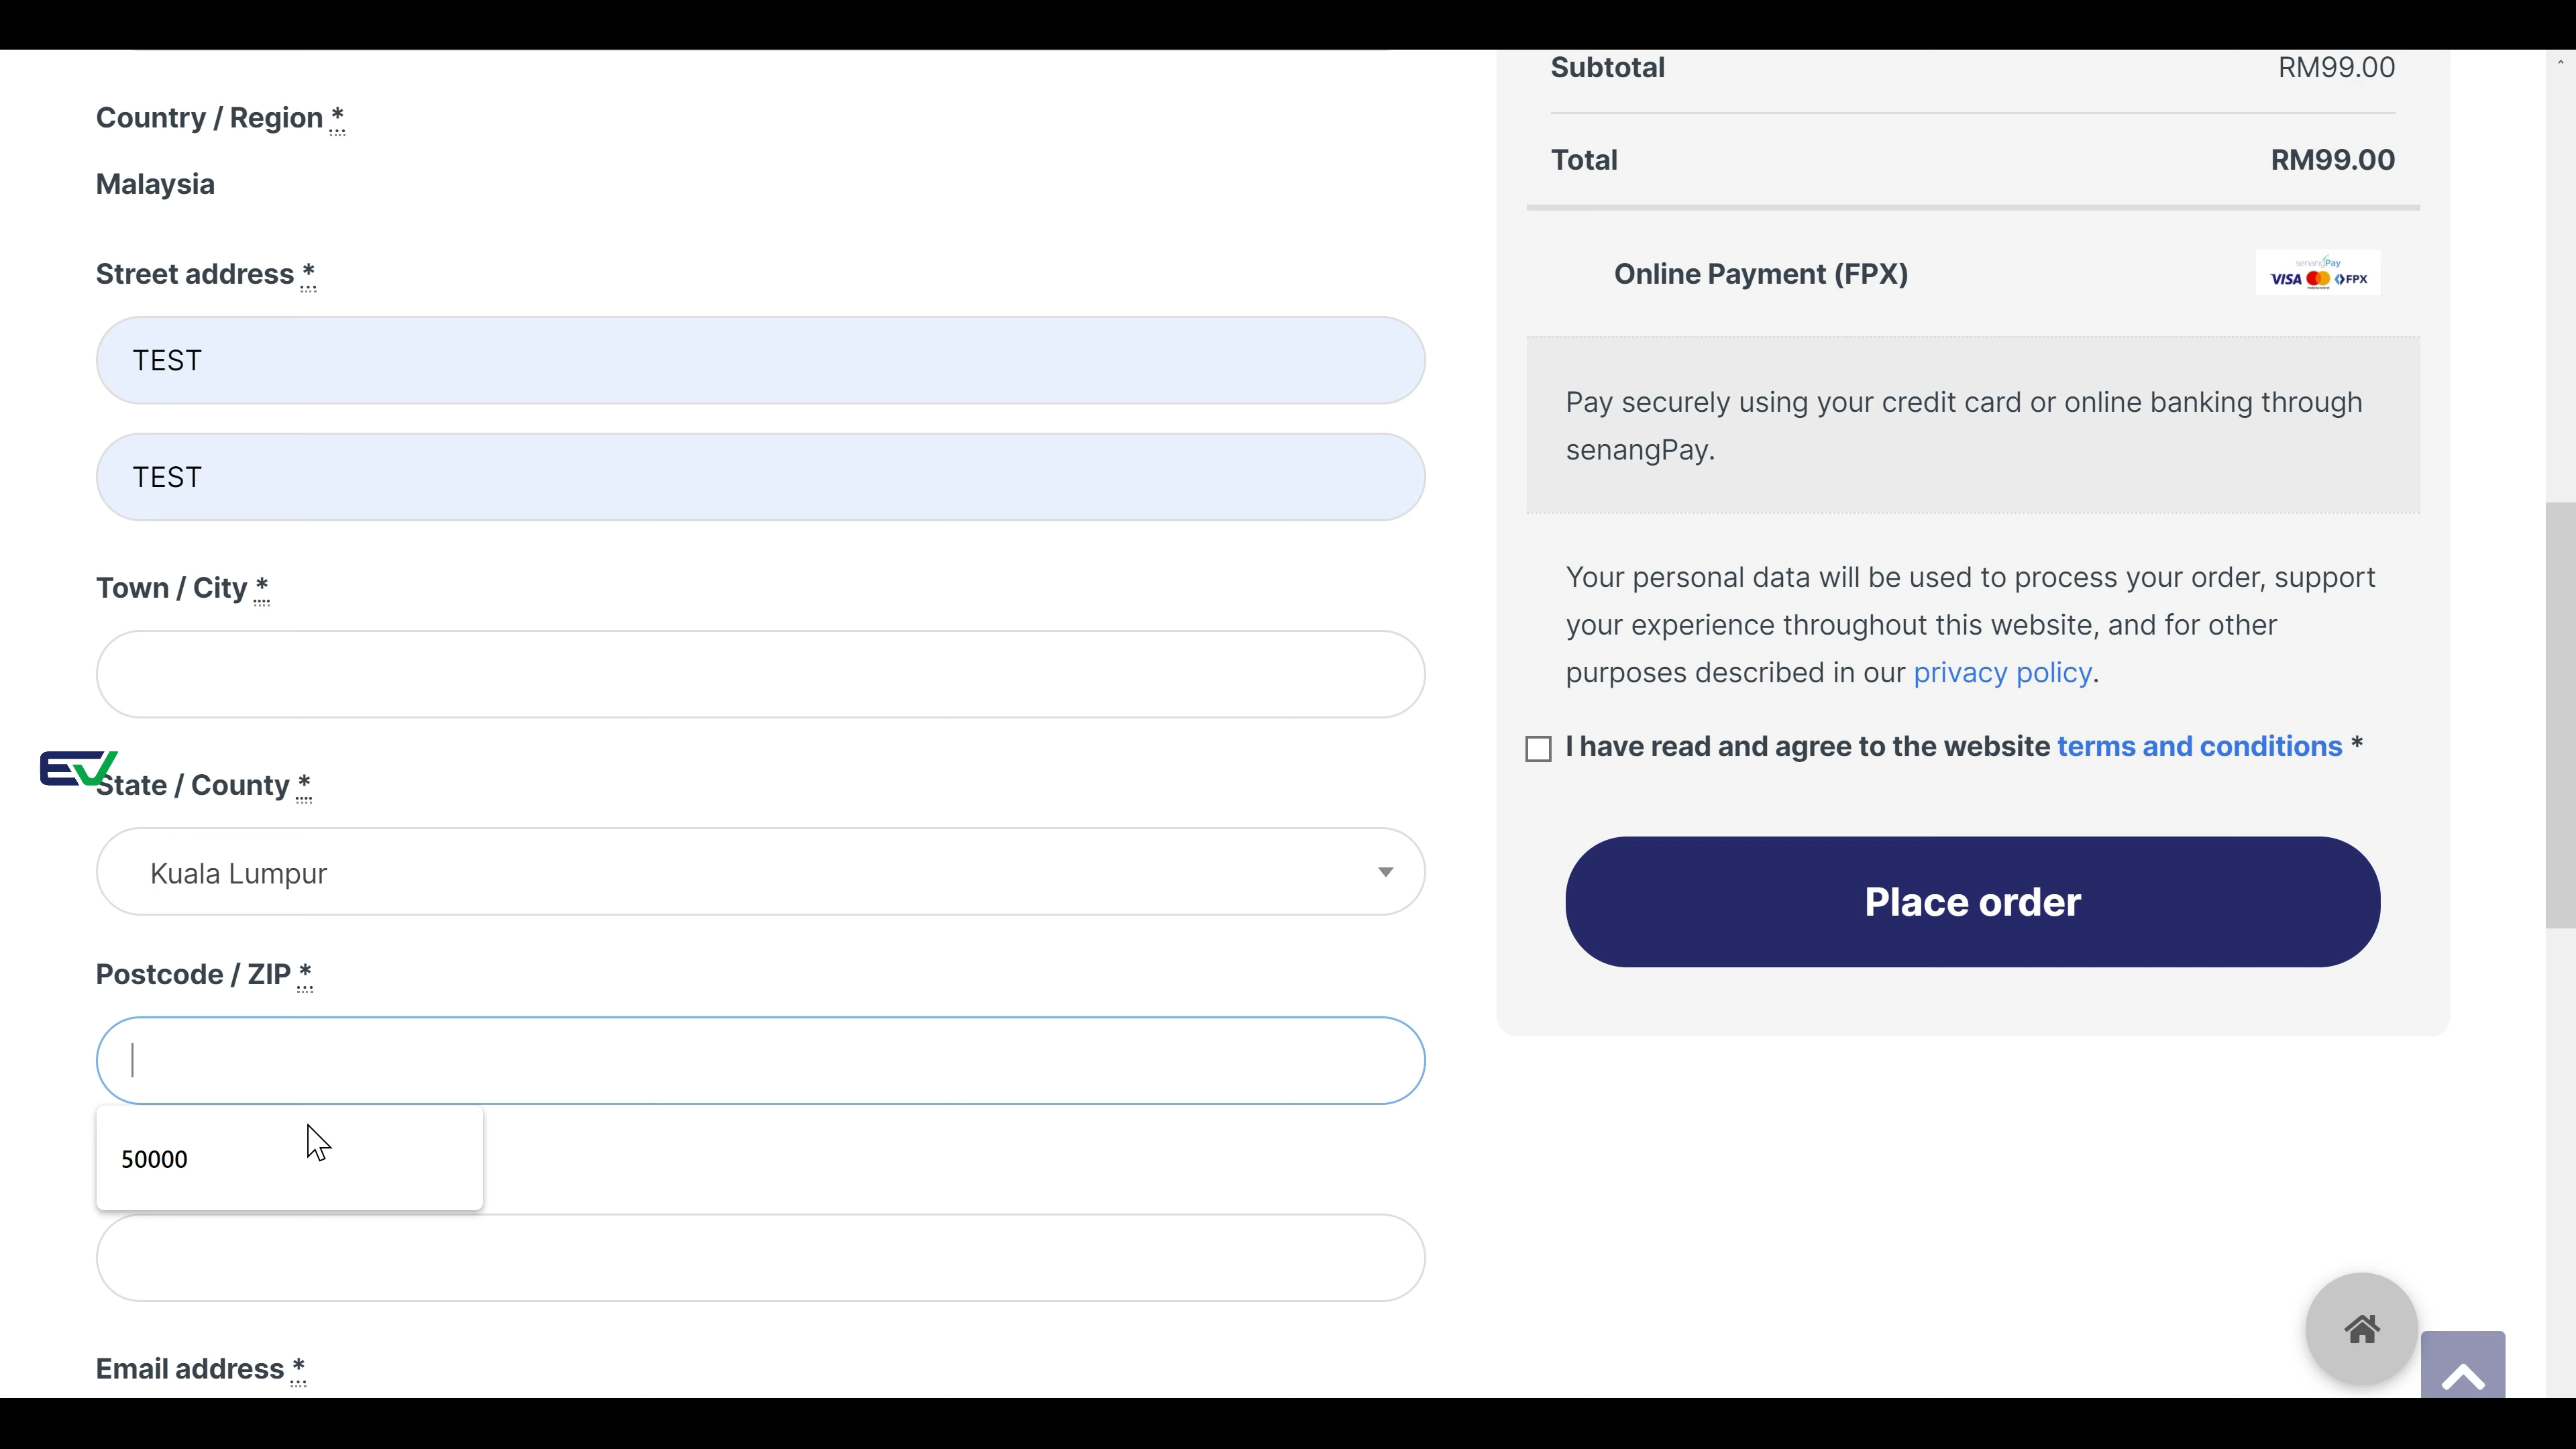 Country / Region *
Malaysia
Street address *
TEST
TEST
Town / City *
EV
State / County *
Kuala Lumpur
Postcode / ZIP *
50000
Email address *
Subtotal RM99.00
Total RM99.00
Online Payment (FPX)
senangPay
VISA mastercard FPX
Pay securely using your credit card or online banking through
senangPay.
Your personal data will be used to process your order, support
your experience throughout this website, and for other
purposes described in our privacy policy.
I have read and agree to the website terms and conditions *
Place order